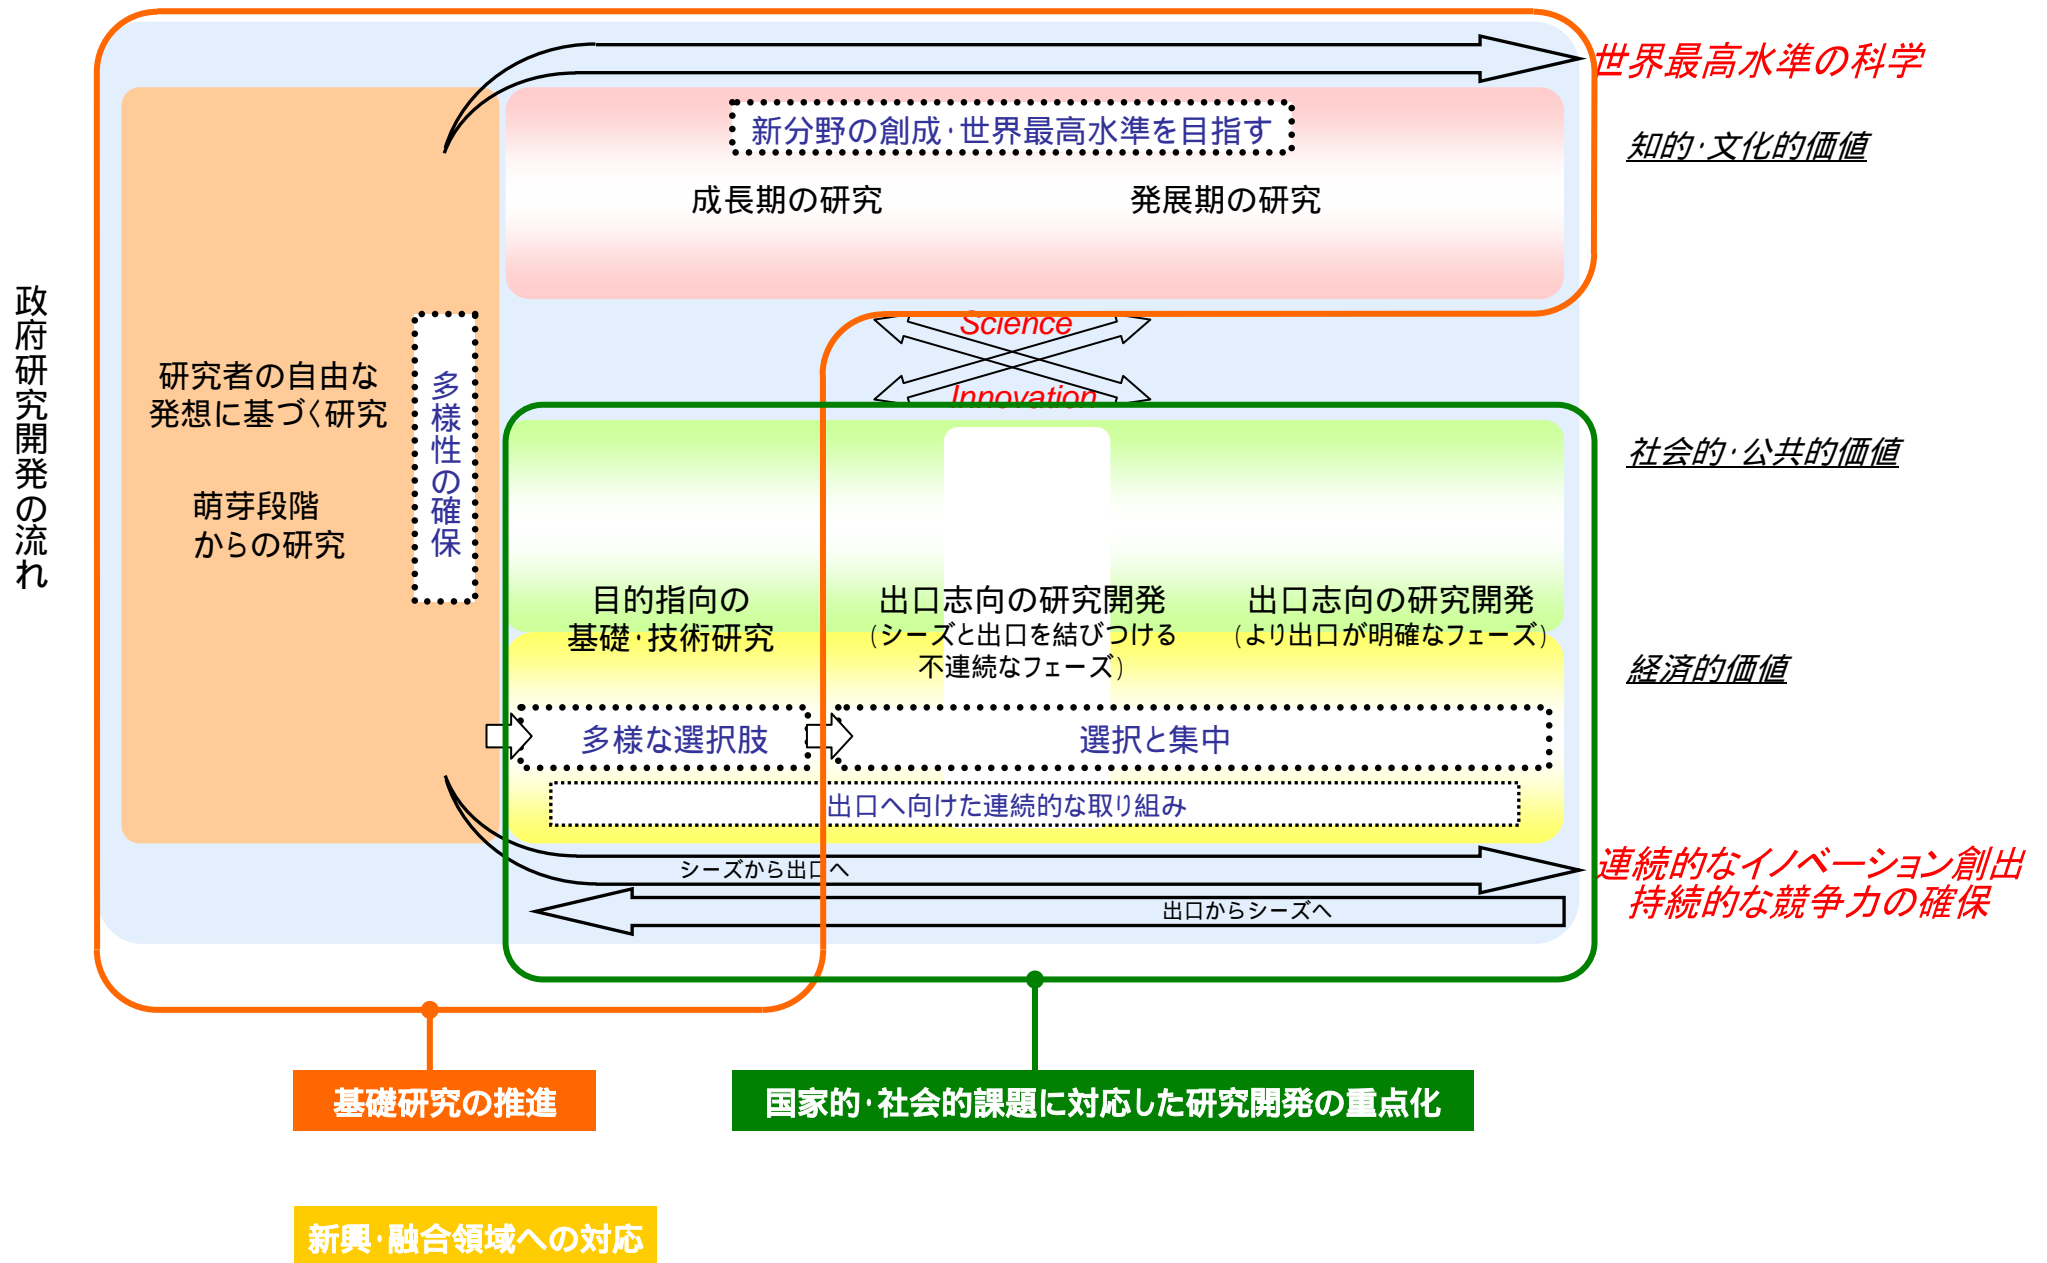 世界最高水準の科学
新分野の創成・世界最高水準を目指す
知的・文化的価値
成長期の研究
発展期の研究
政府研究開発の流れ
Science
研究者の自由な
発想に基づく研究
多様性の確保
Innovation
社会的・公共的価値
萌芽段階
からの研究
目的指向の
基礎・技術研究
出口志向の研究開発
(シーズと出口を結びつける
不連続なフェーズ)
出口志向の研究開発
(より出口が明確なフェーズ)
経済的価値
多様な選択肢
選択と集中
出口へ向けた連続的な取り組み
シーズから出口へ
連続的なイノベーション創出
持続的な競争力の確保
出口からシーズへ
基礎研究の推進
国家的・社会的課題に対応した研究開発の重点化
新興・融合領域への対応